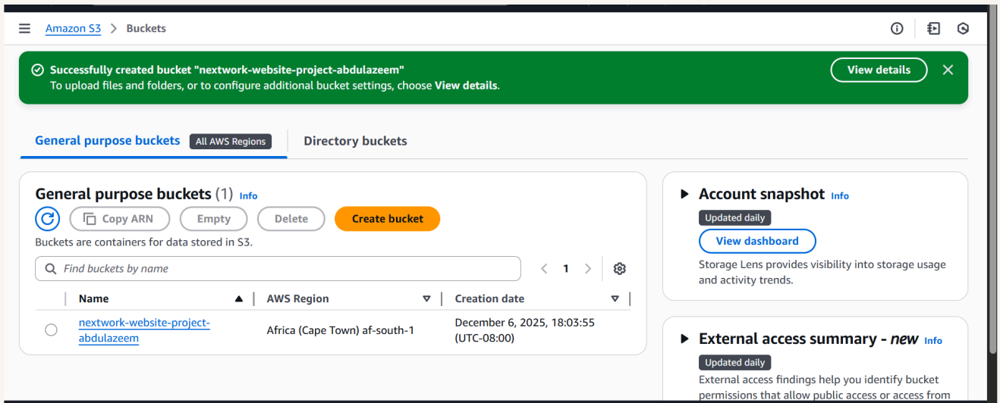 Amazon S3 > Buckets
Successfully created bucket "nextwork-website-project-abdulazeem"
To upload files and folders, or to configure additional bucket settings, choose View details.
View details
General purpose buckets All AWS Regions
Directory buckets
General purpose buckets (1) Info
Copy ARN
Empty
Delete
Create bucket
Buckets are containers for data stored in S3.
Find buckets by name
1
Name
AWS Region
Creation date
nextwork-website-project-
abdulazeem
Africa (Cape Town) af-south-1
December 6, 2025, 18:03:55
(UTC-08:00)
Account snapshot Info
Updated daily
View dashboard
Storage Lens provides visibility into storage usage
and activity trends.
External access summary - new Info
Updated daily
External access findings help you identify bucket
permissions that allow public access or access from